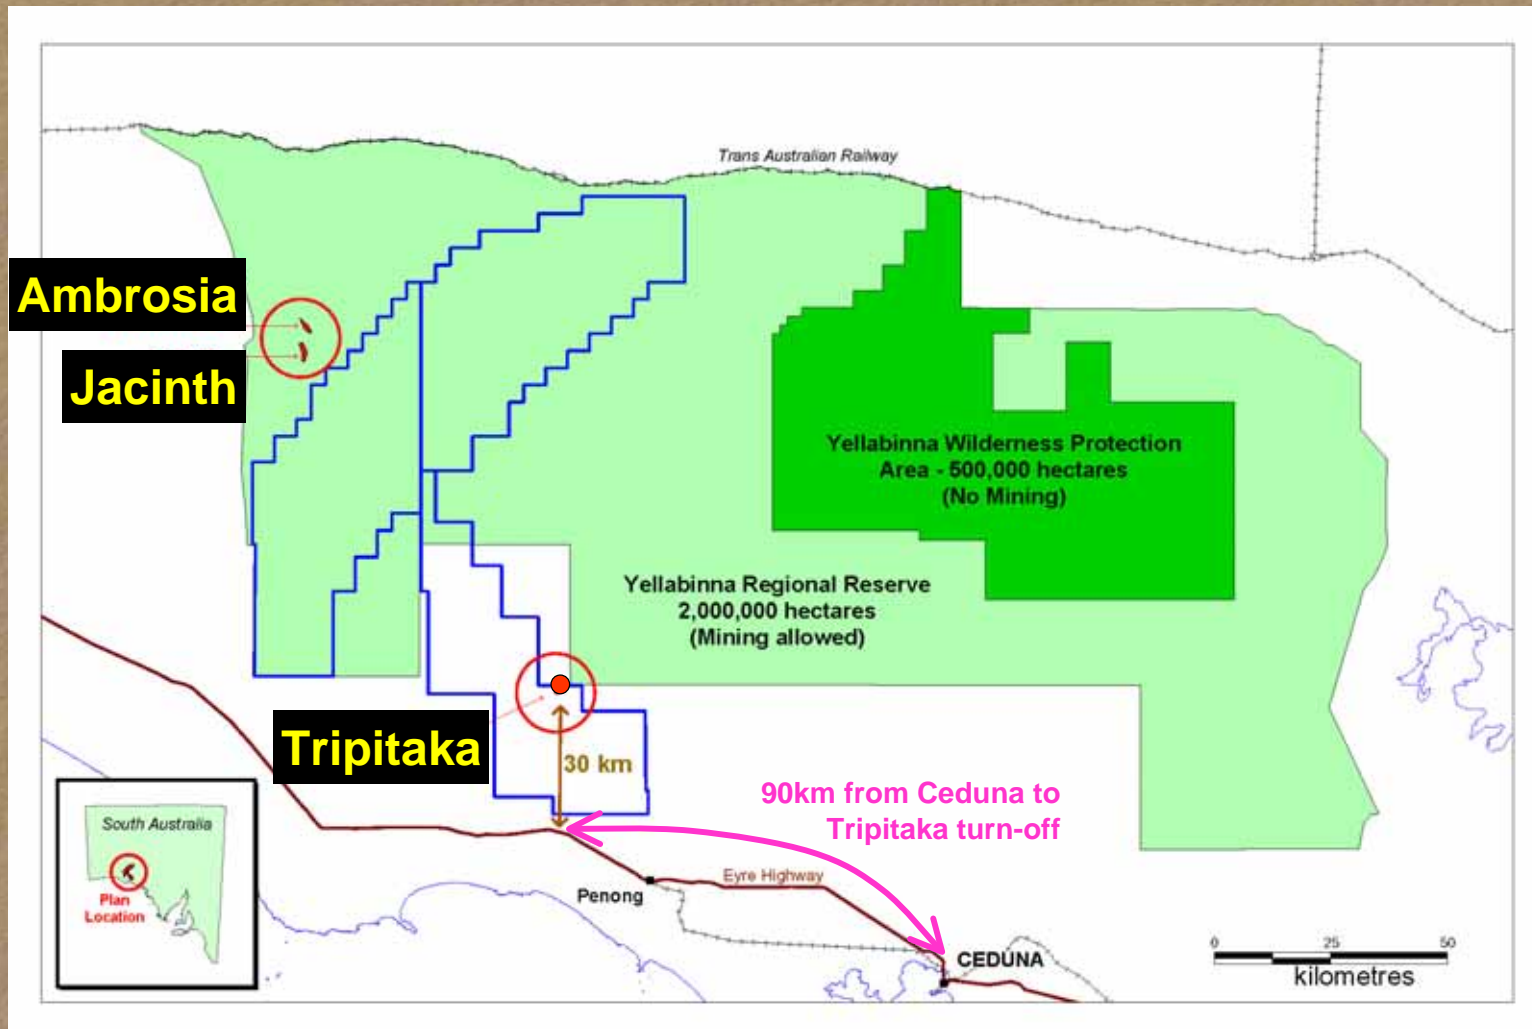 Trans Australian Railway
Ambrosia
Jacinth
Yellabinna Wilderness Protection
Area - 500,000 hectares
(No Mining)
Yellabinna Regional Reserve
2,000,000 hectares
(Mining allowed)
Tripitaka
30 km
90km from Ceduna to
Tripitaka turn-off
South Australia
Plan
Location
Eyre Highway
Penong
CEDUNA
0 25 50
kilometres